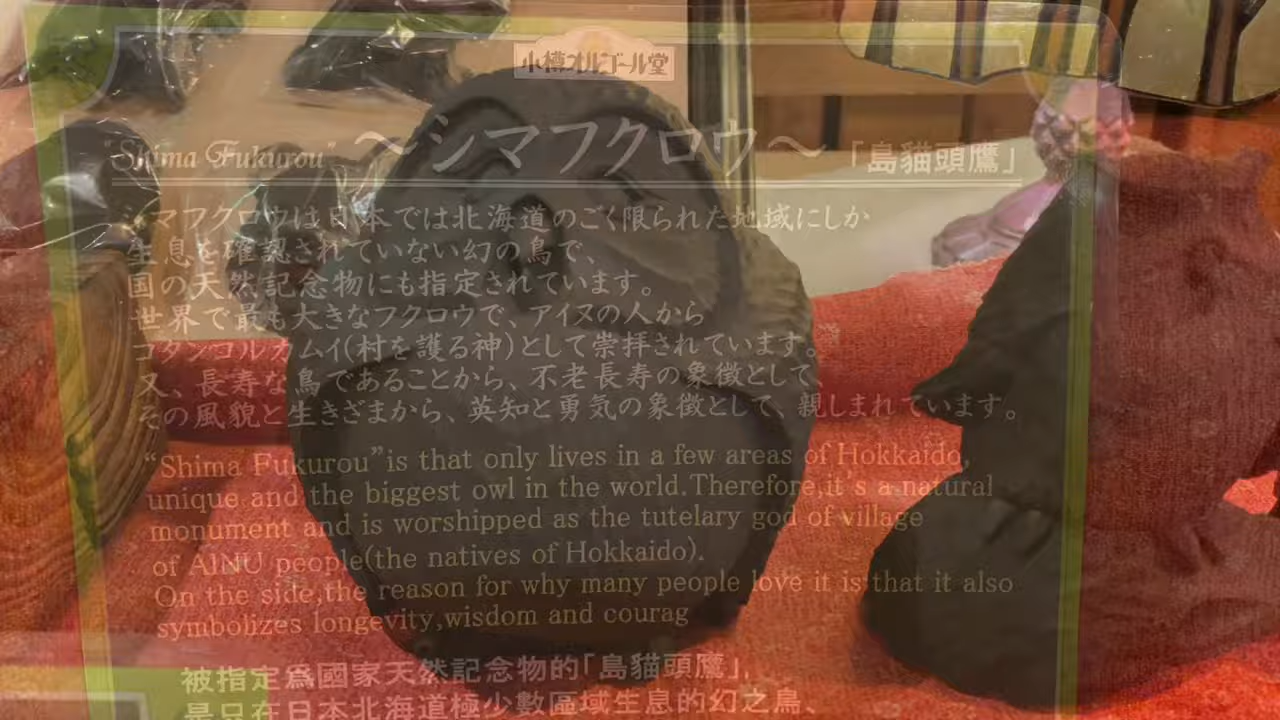 小樽オルゴール堂
"Shima Fukurou" ～シマフクロウ～「島貓頭鷹」
シマフクロウは日本では北海道のごく限られた地域にしか
生息を確認されていない幻の鳥で、
国の天然記念物にも指定されています。
世界で最も大きなフクロウで、アイヌの人から
コタンコルカムイ(村を護る神)として崇拝されています。
又、長寿な鳥であることから、不老長寿の象徴として、
その風貌と生きざまから、英知と勇気の象徴として、親しまれています。
"Shima Fukurou"is that only lives in a few areas of Hokkaido,
unique and the biggest owl in the world.Therefore,it's a natural
monument and is worshipped as the tutelary god of village
of AINU people(the natives of Hokkaido).
On the side,the reason for why many people love it is that it also
symbolizes longevity,wisdom and courag
被指定爲國家天然記念物的「島貓頭鷹」，
是只在日本北海道極少數區域生息的幻之鳥、